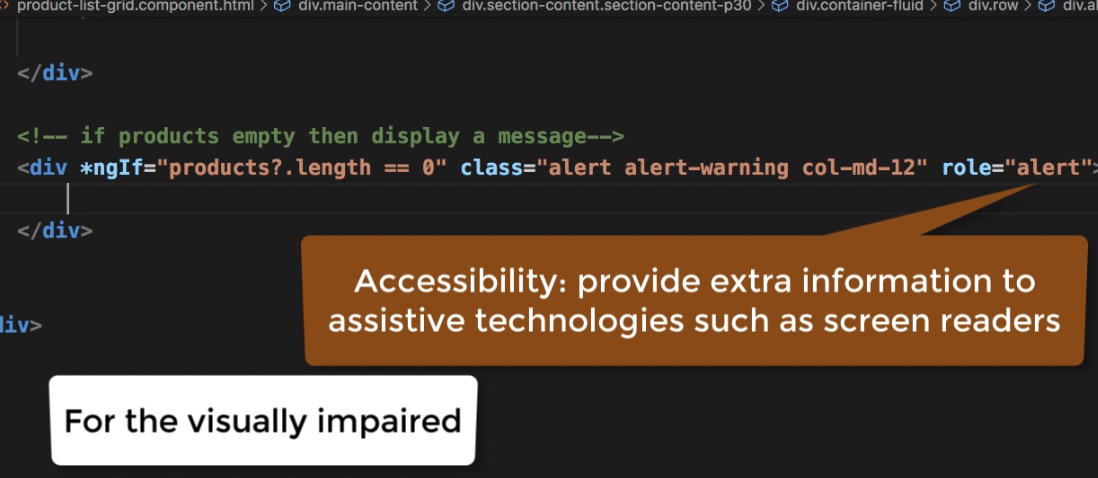 product-list-grid.component.html > div.main-content > div.section-content.section-content-p30 > div.container-fluid > div.row >
</div>
<!-- if products empty then display a message-->
<div *ngIf="products?.length == 0" class="alert alert-warning col-md-12" role="alert">
</div>
Accessibility: provide extra information to
assistive technologies such as screen readers
div>
For the visually impaired